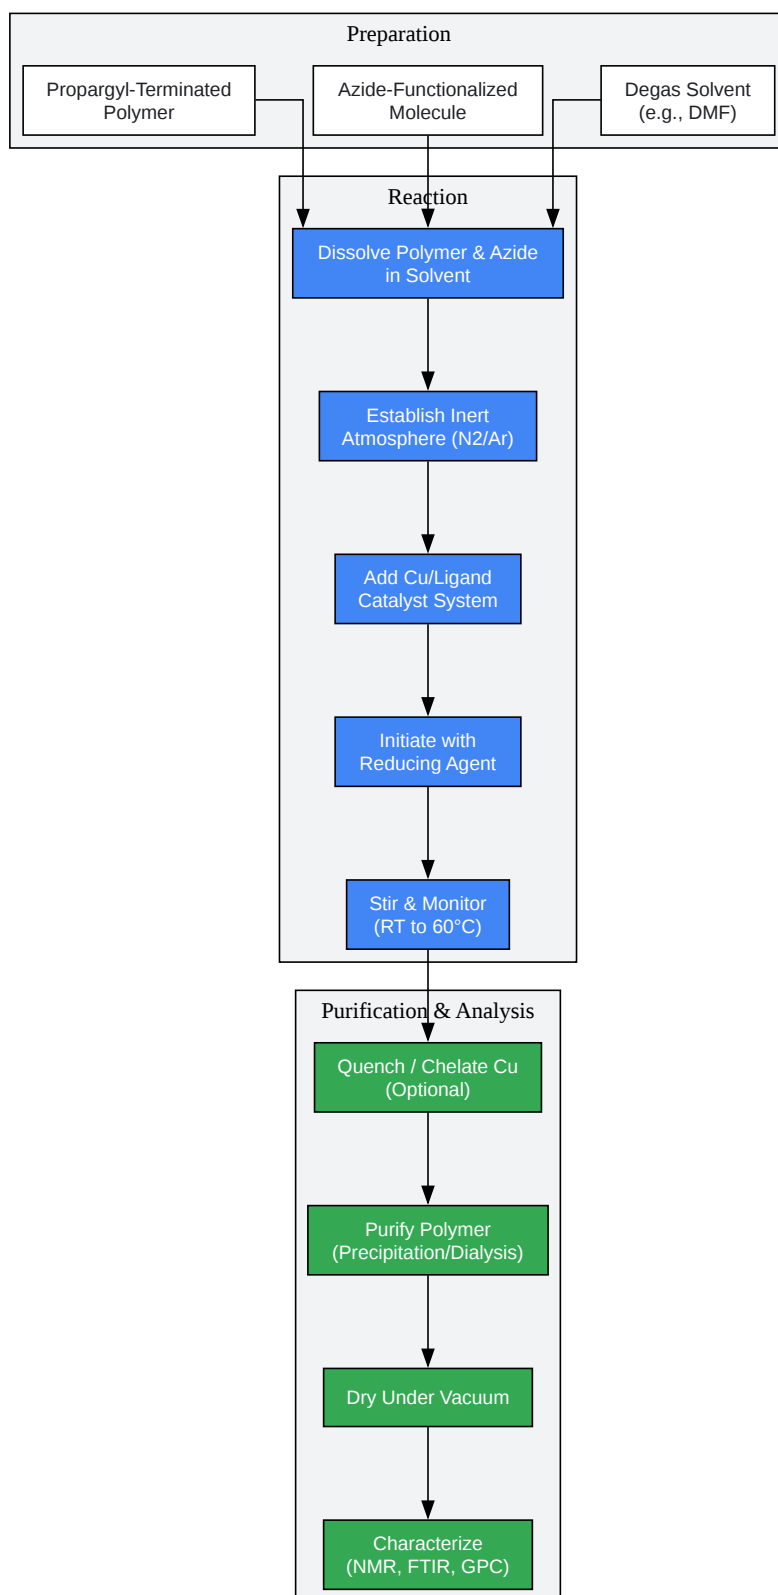 Preparation
Propargyl-Terminated
Polymer
Azide-Functionalized
Molecule
Degas Solvent
(e.g., DMF)
Reaction
Dissolve Polymer & Azide
in Solvent
Establish Inert
Atmosphere (N2/Ar)
Add Cu/Ligand
Catalyst System
Initiate with
Reducing Agent
Stir & Monitor
(RT to 60°C)
Purification & Analysis
Quench / Chelate Cu
(Optional)
Purify Polymer
(Precipitation/Dialysis)
Dry Under Vacuum
Characterize
(NMR, FTIR, GPC)